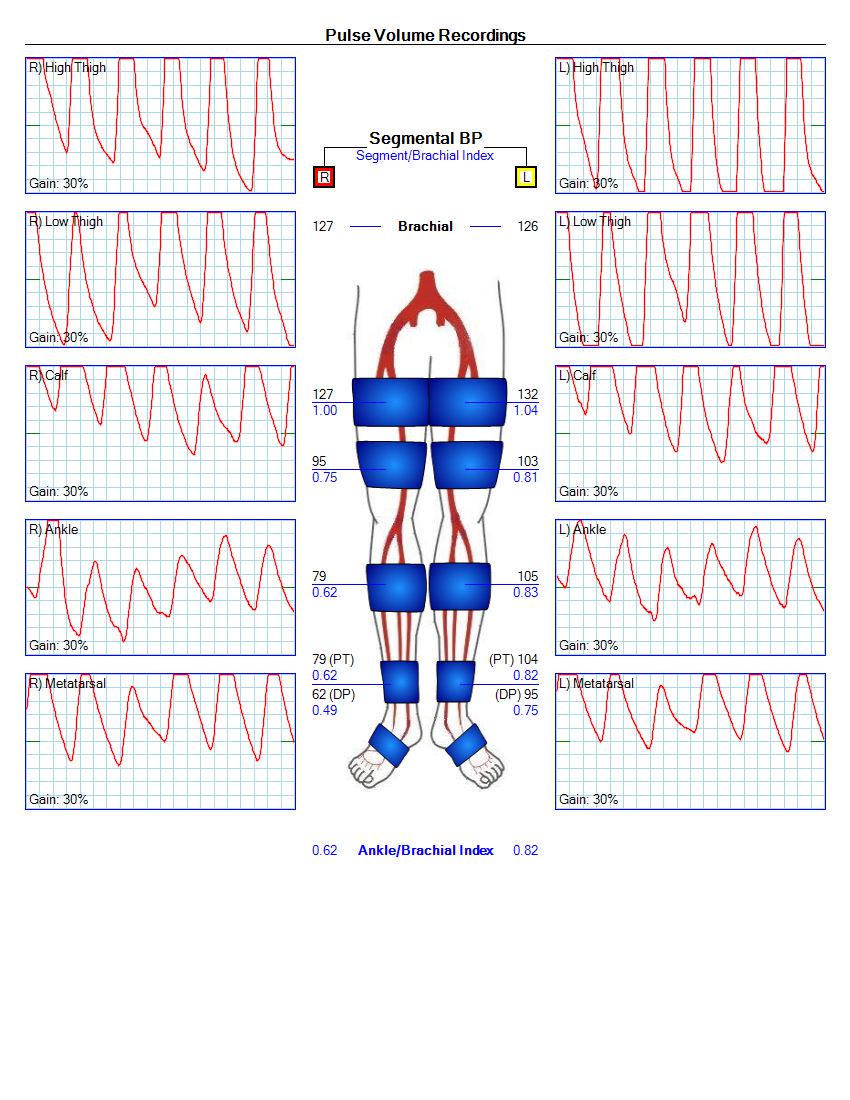 Pulse Volume Recordings
R) High Thigh
Gain: 30%
L) High Thigh
Gain: 30%
Segmental BP
Segment/Brachial Index
R
L
127 Brachial 126
R) Low Thigh
Gain: 30%
L) Low Thigh
Gain: 30%
R) Calf
Gain: 30%
L) Calf
Gain: 30%
127 132
1.00 1.04
95 103
0.75 0.81
R) Ankle
Gain: 30%
L) Ankle
Gain: 30%
79 105
0.62 0.83
79 (PT) (PT) 104
0.62 0.82
62 (DP) (DP) 95
0.49 0.75
R) Metatarsal
Gain: 30%
L) Metatarsal
Gain: 30%
0.62 Ankle/Brachial Index 0.82